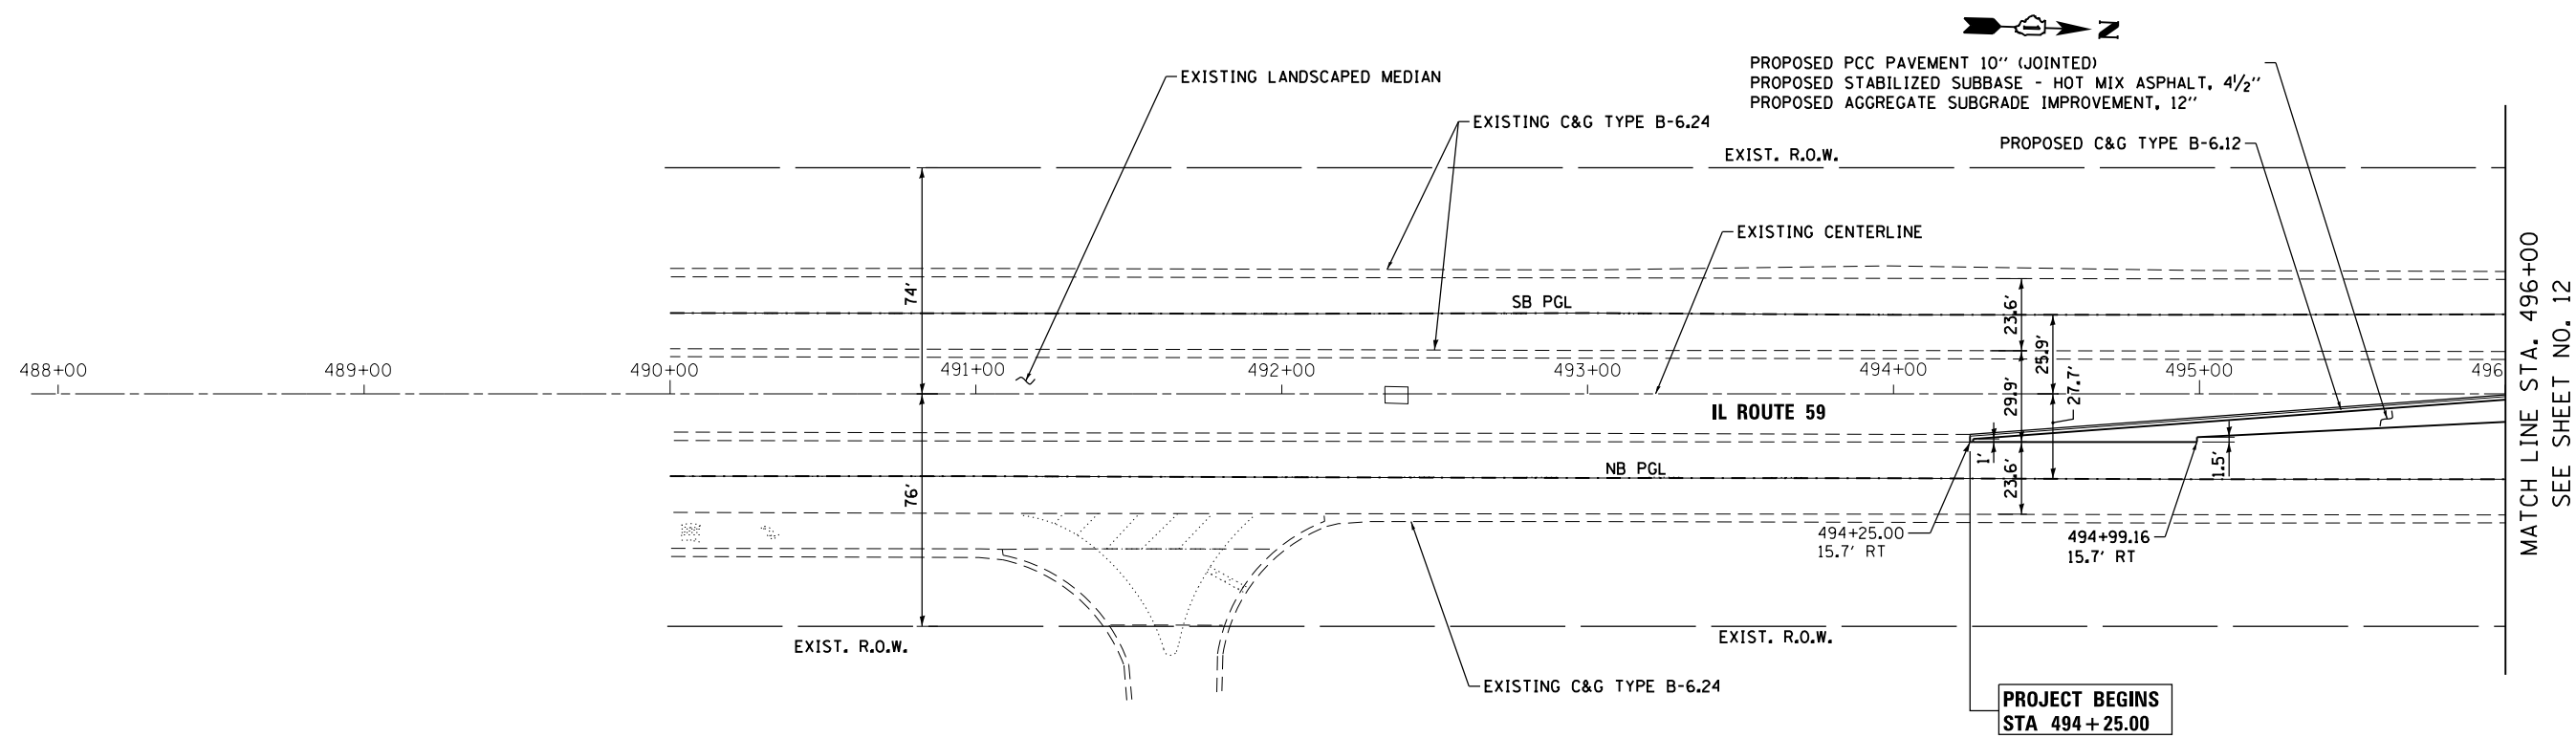 N
PROPOSED PCC PAVEMENT 10" (JOINTED)
PROPOSED STABILIZED SUBBASE - HOT MIX ASPHALT, 4½"
PROPOSED AGGREGATE SUBGRADE IMPROVEMENT, 12"
EXISTING LANDSCAPED MEDIAN
EXISTING C&G TYPE B-6.24
PROPOSED C&G TYPE B-6.12
EXIST. R.O.W.
EXISTING CENTERLINE
74'
SB PGL
23.6'
25.9'
488+00
489+00
490+00
491+00
492+00
493+00
494+00
495+00
496
29.9'
27.7'
IL ROUTE 59
1'
1.5'
23.6'
NB PGL
76'
494+25.00
15.7' RT
494+99.16
15.7' RT
EXIST. R.O.W.
EXIST. R.O.W.
EXISTING C&G TYPE B-6.24
PROJECT BEGINS
STA 494+25.00
MATCH LINE STA. 496+00
SEE SHEET NO. 12